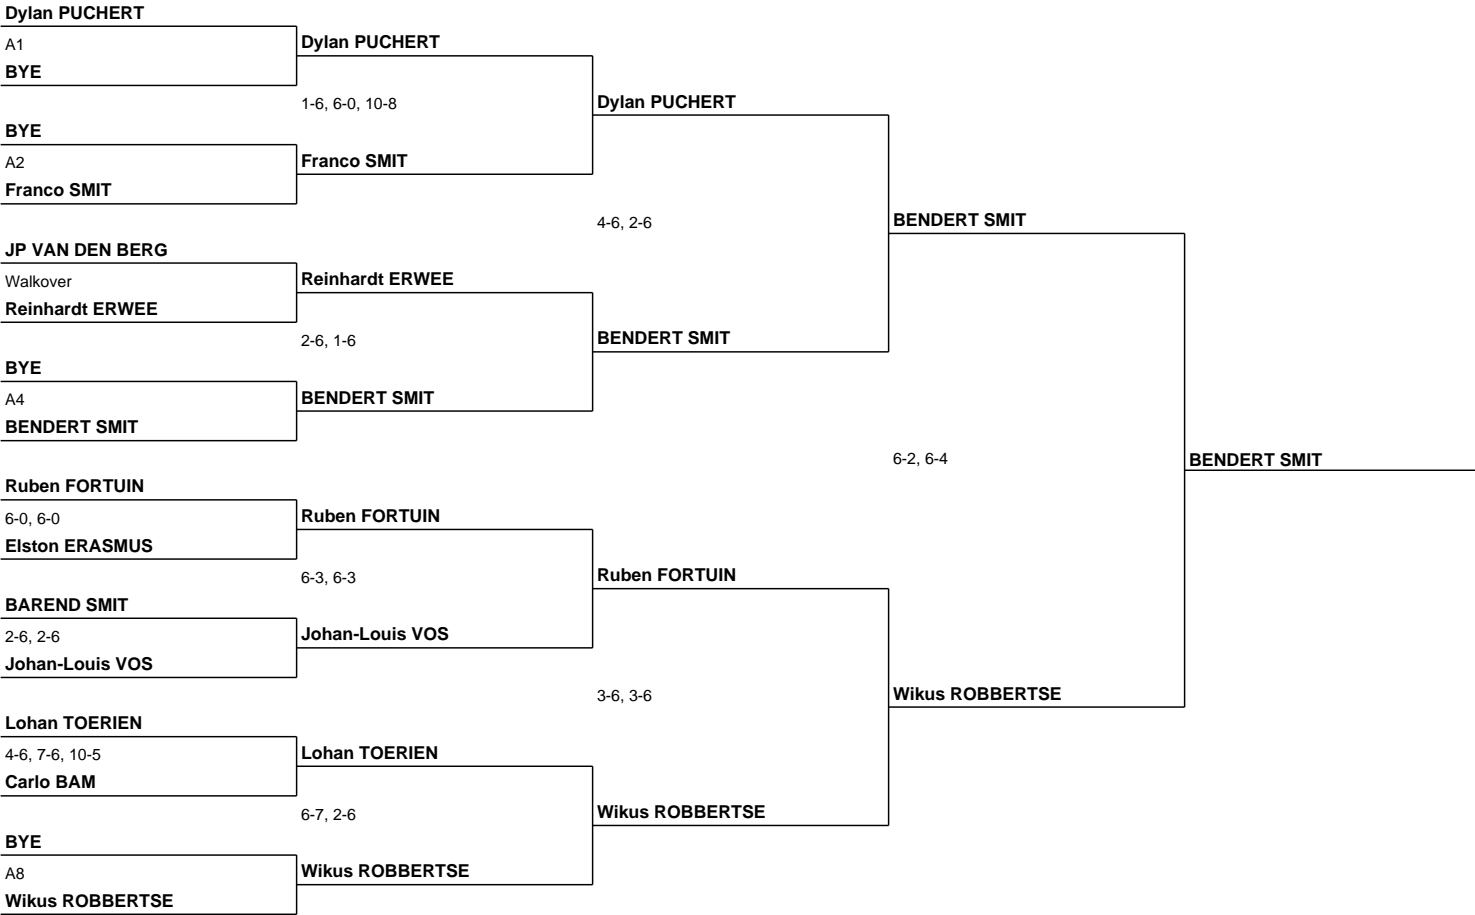 Dylan PUCHERT
A1
BYE
BYE
A2
Franco SMIT
JP VAN DEN BERG
Walkover
Reinhardt ERWEE
BYE
A4
BENDERT SMIT
Ruben FORTUIN
6-0, 6-0
Elston ERASMUS
BAREND SMIT
2-6, 2-6
Johan-Louis VOS
Lohan TOERIEN
4-6, 7-6, 10-5
Carlo BAM
BYE
A8
Wikus ROBBERTSE
Dylan PUCHERT
1-6, 6-0, 10-8
Franco SMIT
Reinhardt ERWEE
2-6, 1-6
BENDERT SMIT
Ruben FORTUIN
6-3, 6-3
Johan-Louis VOS
Lohan TOERIEN
6-7, 2-6
Wikus ROBBERTSE
Dylan PUCHERT
4-6, 2-6
BENDERT SMIT
Ruben FORTUIN
3-6, 3-6
Wikus ROBBERTSE
BENDERT SMIT
6-2, 6-4
Wikus ROBBERTSE
BENDERT SMIT